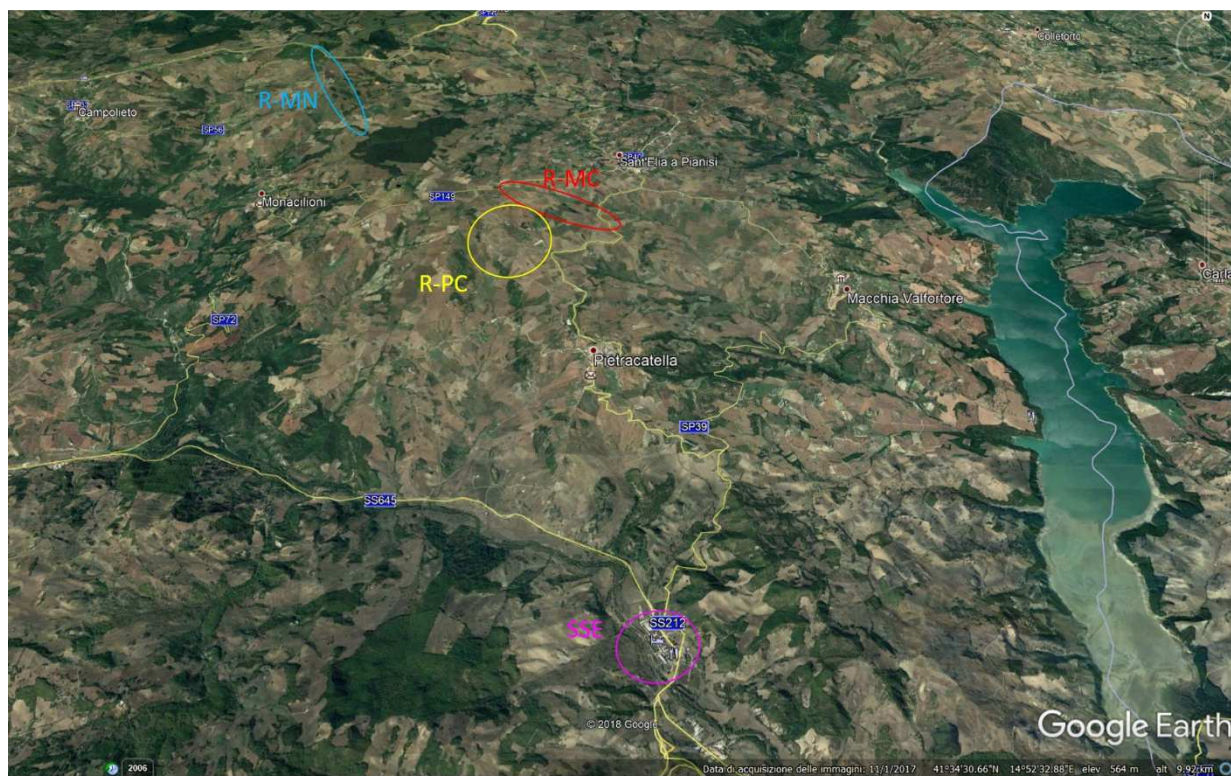 N
Colletorto
R-MN
Campolieto
SP56
Sant'Elia a Pianisi
R-MC
SP149
Monacilioni
R-PC
Carla
Macchia Valfortore
SP72
Pietracatella
SP39
SS645
SSE
SS212
© 2018 Google
Google Earth
2006
Data di acquisizione delle immagini: 11/1/2017 41°34'30.66"N 14°52'32.88"E elev 564 m alt 9.92 km